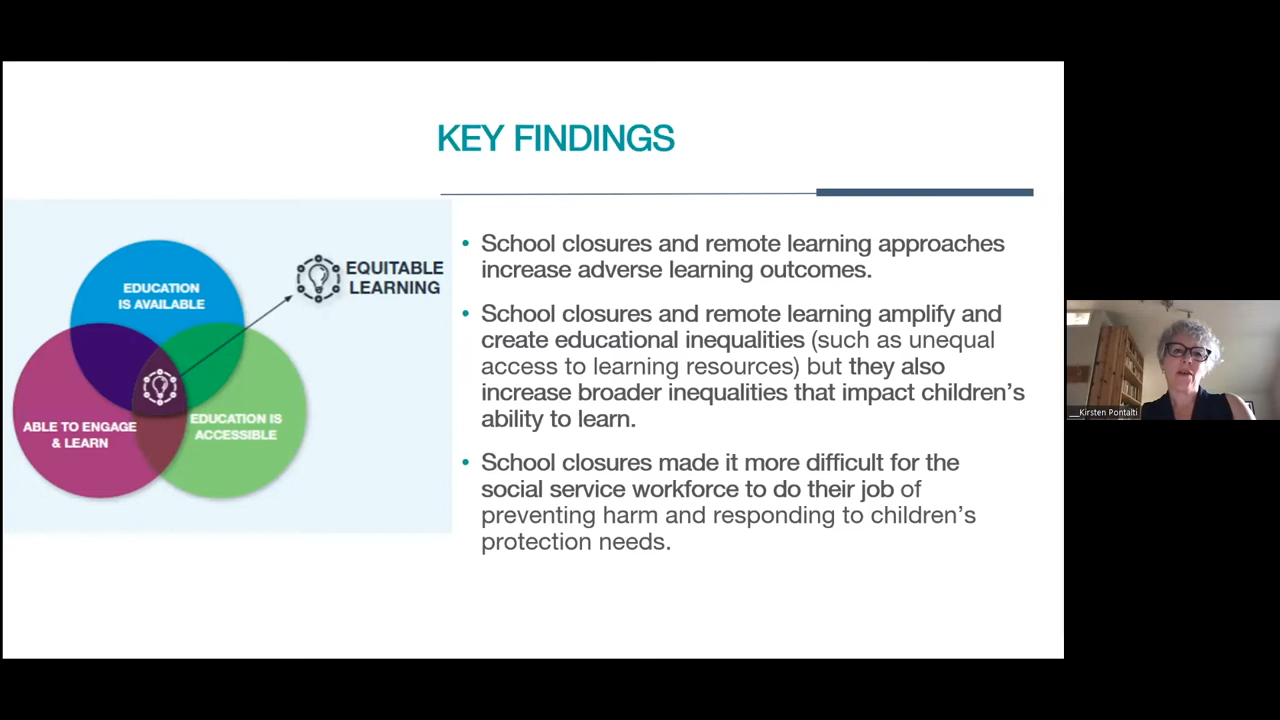 KEY FINDINGS
EDUCATION
IS AVAILABLE
EQUITABLE
LEARNING
ABLE TO ENGAGE
& LEARN
EDUCATION IS
ACCESSIBLE
• School closures and remote learning approaches
increase adverse learning outcomes.
• School closures and remote learning amplify and
create educational inequalities (such as unequal
access to learning resources) but they also
increase broader inequalities that impact children's
ability to learn.
• School closures made it more difficult for the
social service workforce to do their job of
preventing harm and responding to children's
protection needs.
__Kirsten Pontalti